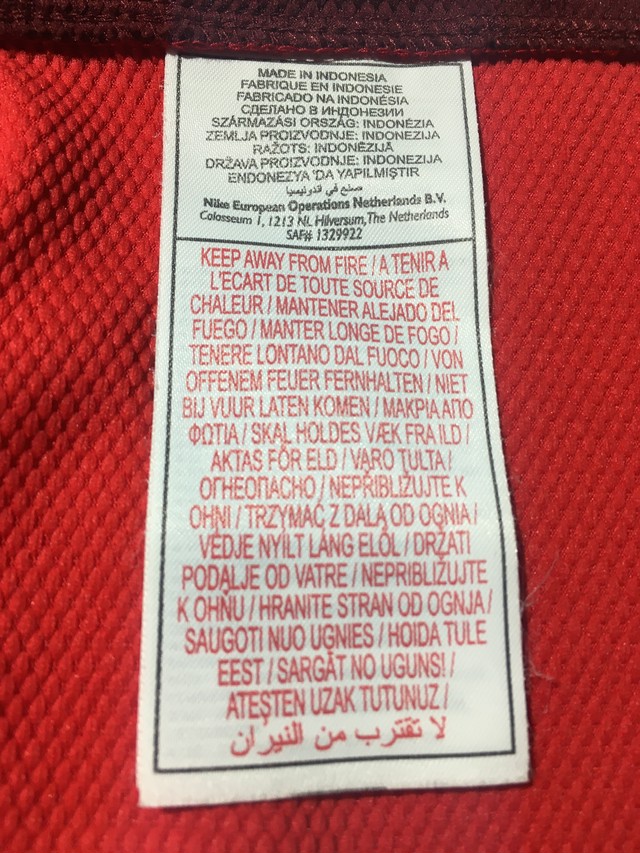 MADE IN INDONESIA
FABRIQUE EN INDONESIE
FABRICADO NA INDONÉSIA
СДЕЛАНО В ИНДОНЕЗИИ
SZÁRMAZÁSI ORSZÁG: INDONÉZIA
ZEMLJA PROIZVODNJE: INDONEZIJA
RAŽOTS: INDONĒZIJĀ
DRŽAVA PROIZVODNJE: INDONEZIJA
ENDONEZYA 'DA YAPILMIŞTIR
صنع في اندونيسيا
Nike European Operations Netherlands B.V.
Colosseum 1, 1213 NL Hilversum, The Netherlands
SAF# 1329922
KEEP AWAY FROM FIRE / A TENIR A
L'ECART DE TOUTE SOURCE DE
CHALEUR / MANTENER ALEJADO DEL
FUEGO / MANTER LONGE DE FOGO /
TENERE LONTANO DAL FUOCO / VON
OFFENEM FEUER FERNHALTEN / NIET
BIJ VUUR LATEN KOMEN / ΜΑΚΡΙΑ ΑΠΟ
ΦΩΤΙΑ / SKAL HOLDES VÆK FRA ILD /
AKTAS FÖR ELD / VARO TULTA /
ОГНЕОПАСНО / NEPŘIBLIŽUJTE K
OHNI / TRZYMAĆ Z DALA OD OGNIA /
VÉDJE NYÍLT LÁNG ELŐL / DRŽATI
PODALJE OD VATRE / NEPRIBLIŽUJTE
K OHŇU / HRANITE STRAN OD OGNJA /
SAUGOTI NUO UGNIES / HOIDA TULE
EEST / SARGĀT NO UGUNS! /
ATEŞTEN UZAK TUTUNUZ /
لا تقترب من النيران